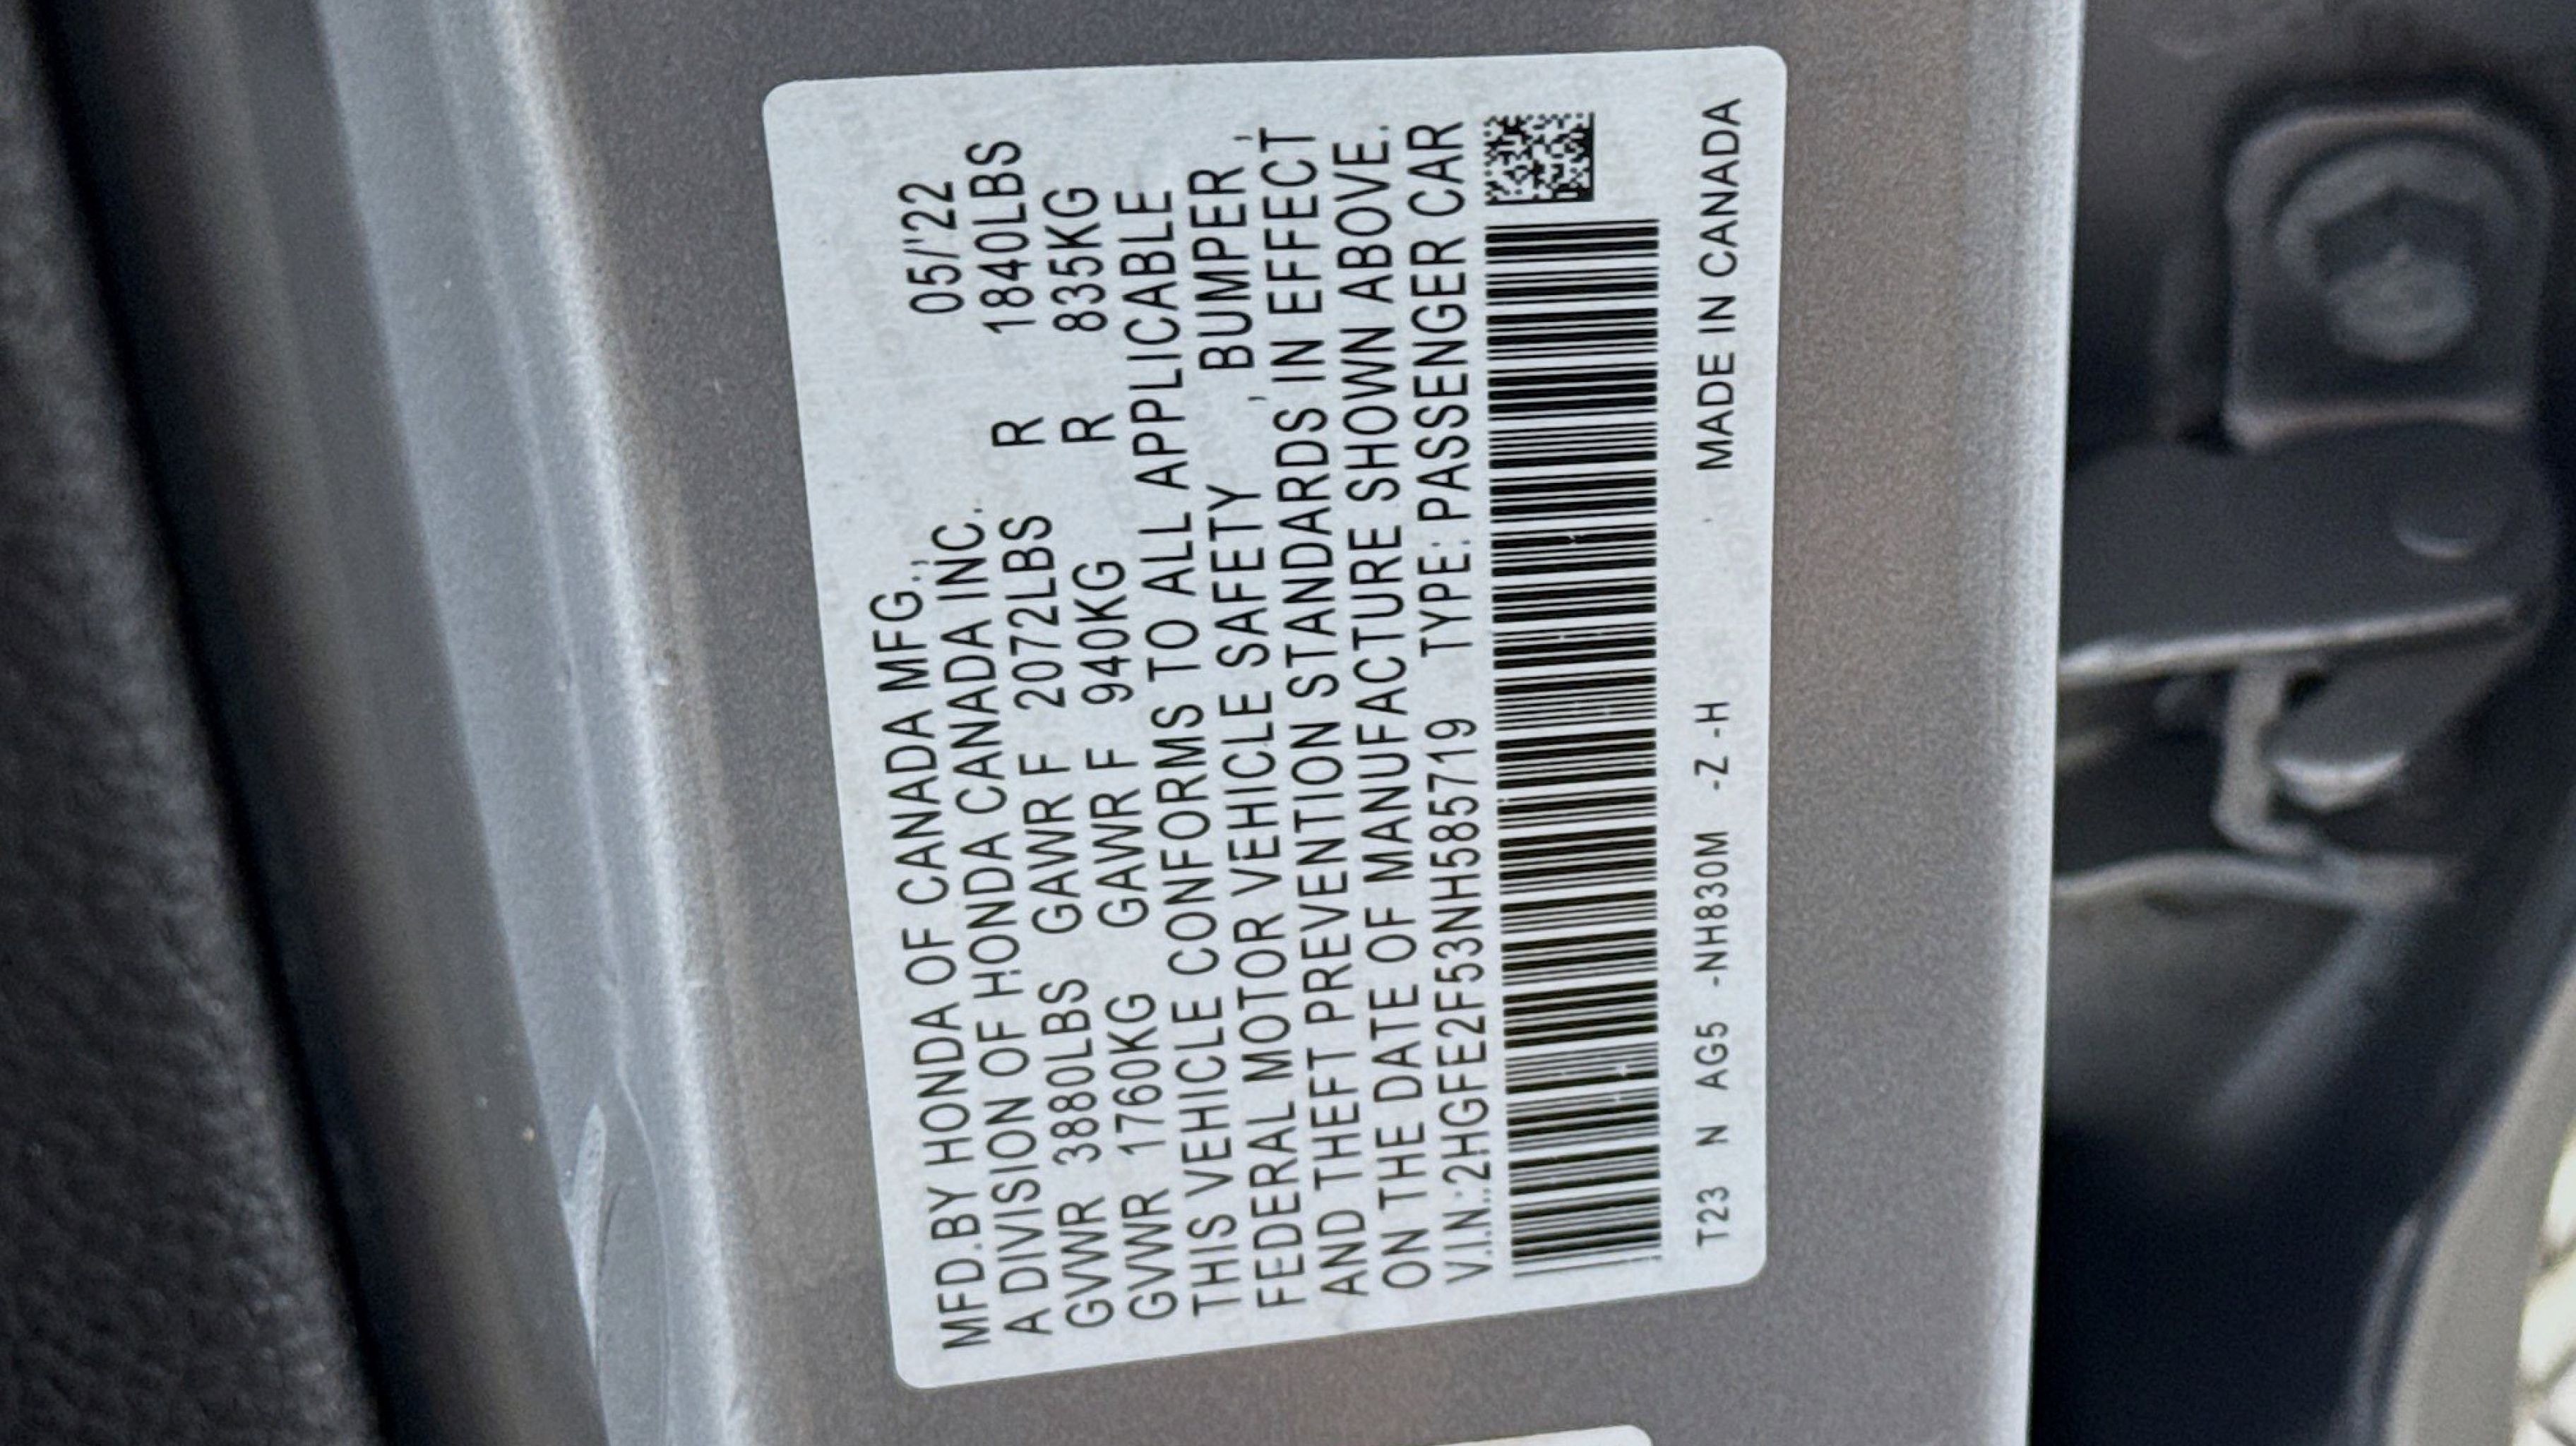 MFD.BY HONDA OF CANADA MFG.,
A DIVISION OF HONDA CANADA INC. 05/'22
GVWR 3880LBS GAWR F 2072LBS R 1840LBS
GVWR 1760KG GAWR F 940KG R 835KG
THIS VEHICLE CONFORMS TO ALL APPLICABLE
FEDERAL MOTOR VEHICLE SAFETY , BUMPER ,
AND THEFT PREVENTION STANDARDS IN EFFECT
ON THE DATE OF MANUFACTURE SHOWN ABOVE.
V.I.N.:2HGFE2F53NH585719 TYPE: PASSENGER CAR
T23 N AG5 -NH830M -Z -H MADE IN CANADA